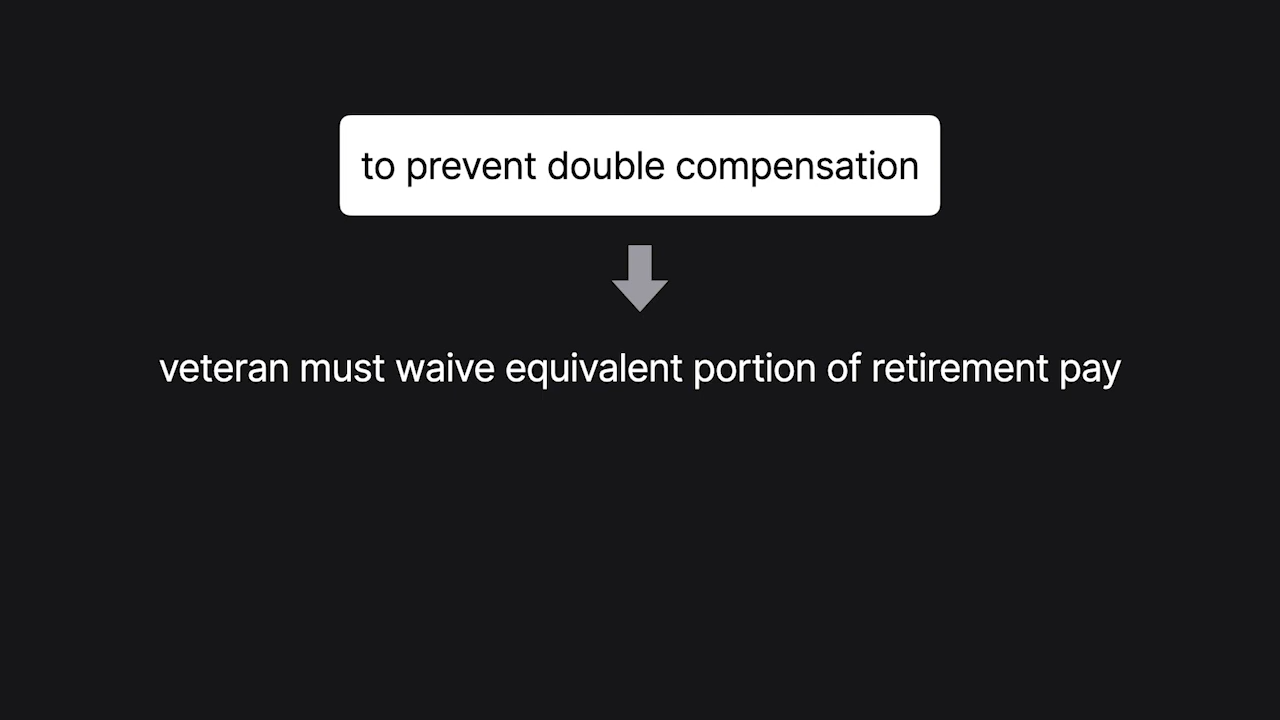 to prevent double compensation
veteran must waive equivalent portion of retirement pay